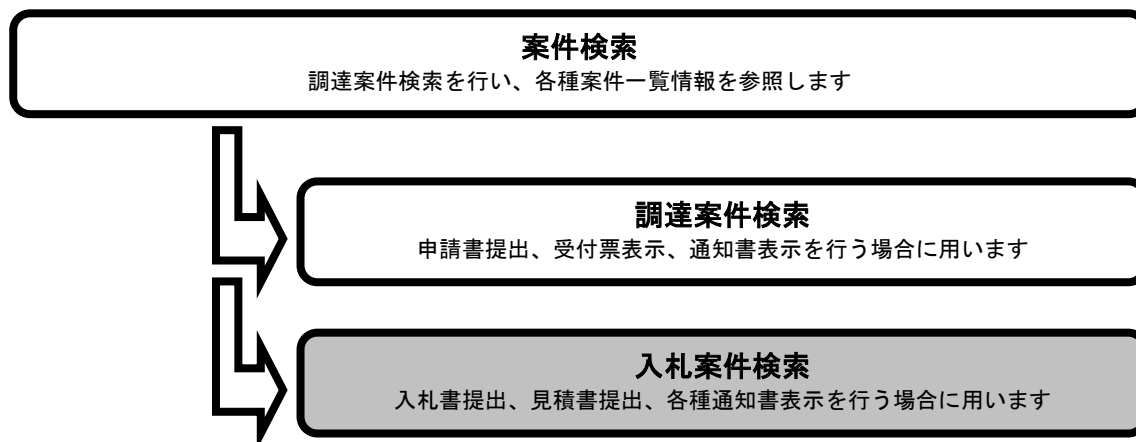 案件検索
調達案件検索を行い、各種案件一覧情報を参照します
調達案件検索
申請書提出、受付票表示、通知書表示を行う場合に用います
入札案件検索
入札書提出、見積書提出、各種通知書表示を行う場合に用います